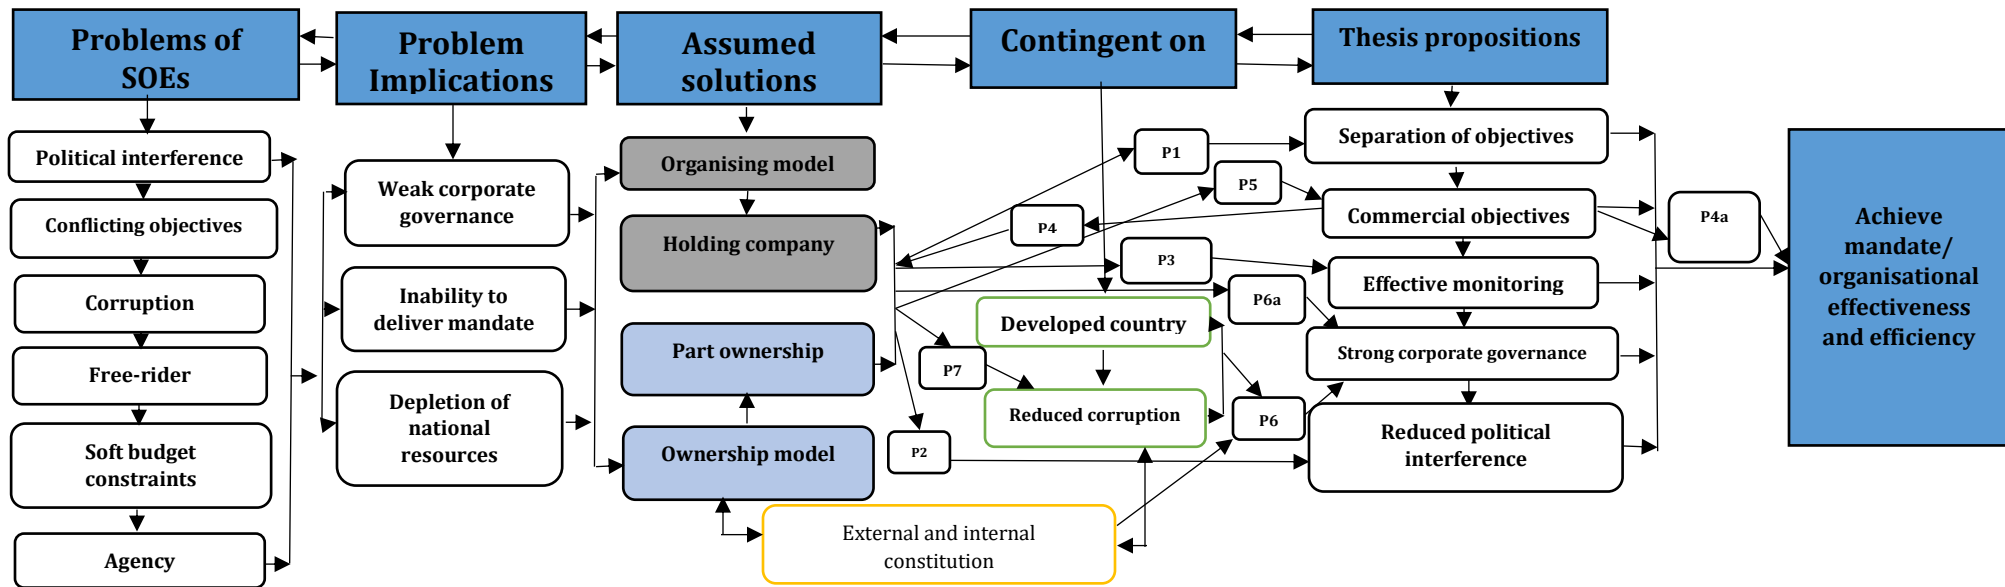 Problems of
SOEs
Problem
Implications
Assumed
solutions
Contingent on
Thesis propositions
Political interference
Conflicting objectives
Corruption
Free-rider
Soft budget
constraints
Agency
Weak corporate
governance
Inability to
deliver mandate
Depletion of
national
resources
Organising model
Holding company
Part ownership
Ownership model
External and internal
constitution
P1
P5
P4
P3
P6a
Developed country
P7
Reduced corruption
P6
P2
Separation of objectives
Commercial objectives
Effective monitoring
Strong corporate governance
Reduced political
interference
P4a
Achieve
mandate/
organisational
effectiveness
and efficiency